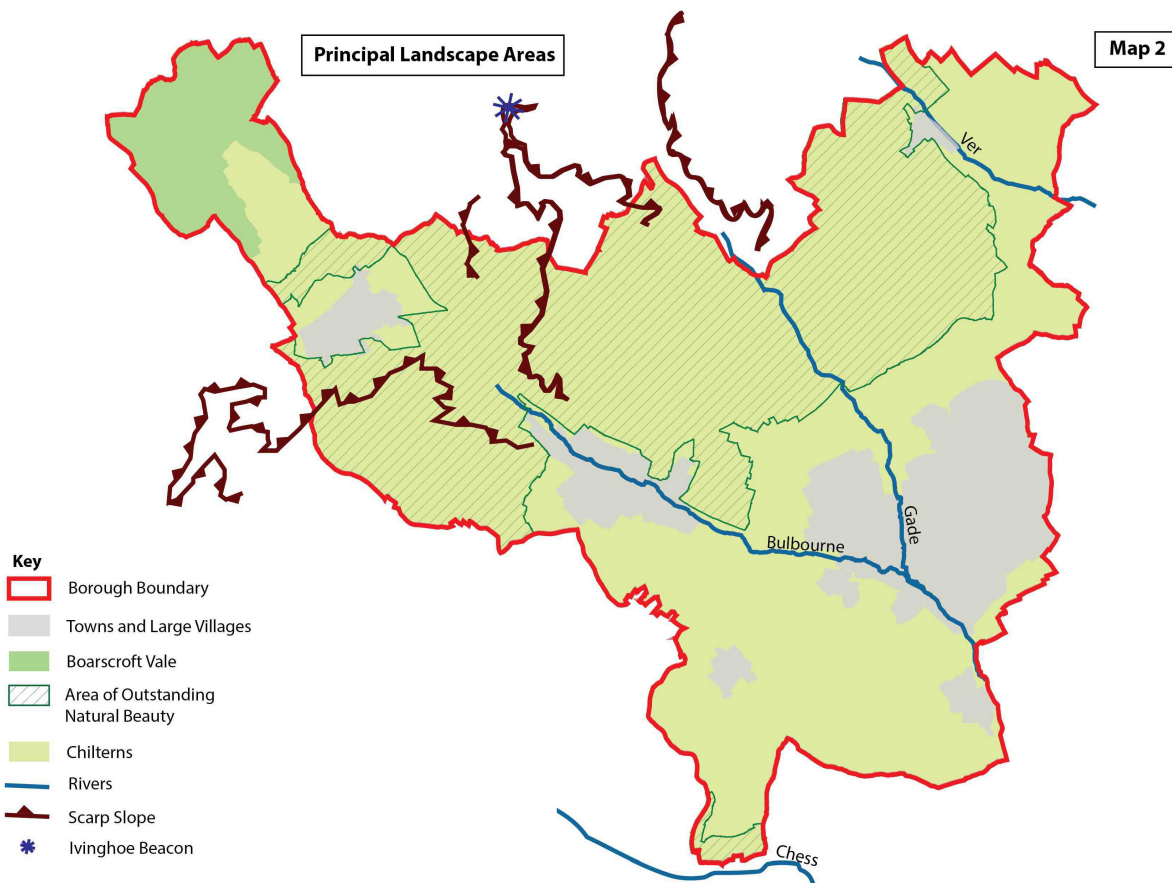 Principal Landscape Areas
Map 2
Ver
Gade
Bulbourne
Chess
Key
Borough Boundary
Towns and Large Villages
Boarscroft Vale
Area of Outstanding
Natural Beauty
Chilterns
Rivers
Scarp Slope
Ivinghoe Beacon